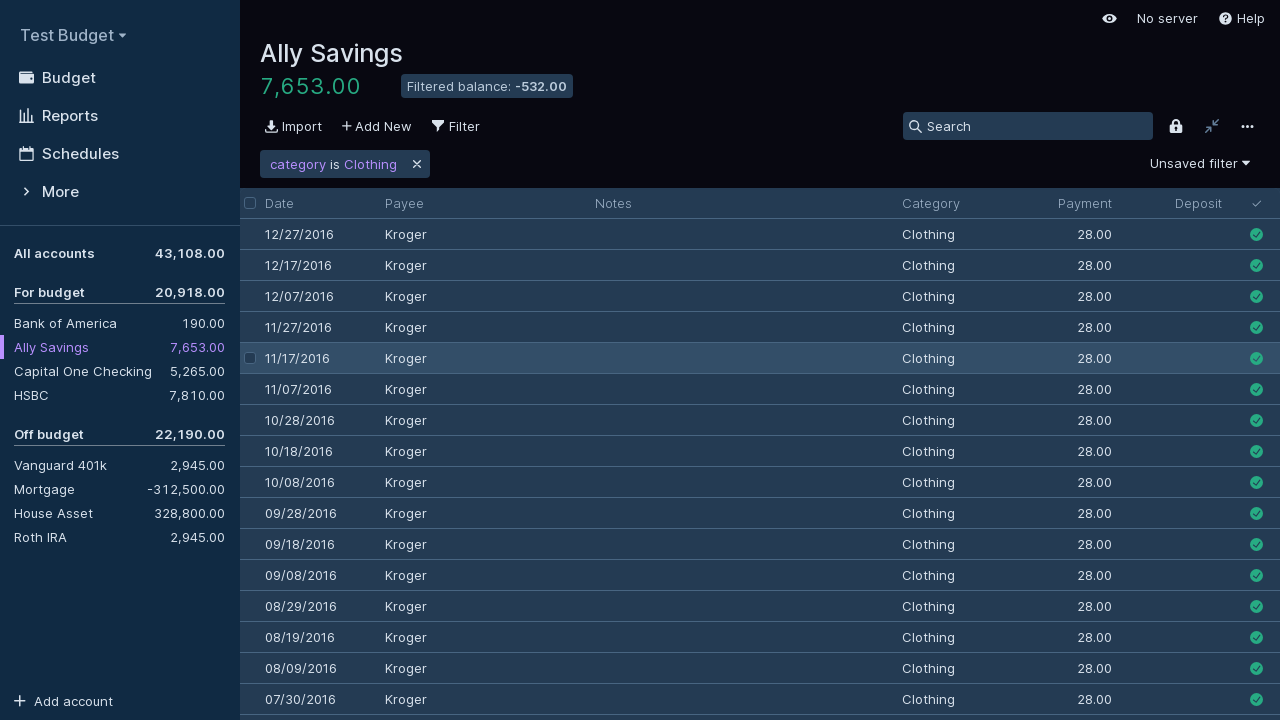 Test Budget
Budget
Reports
Schedules
More
All accounts 43,108.00
For budget 20,918.00
Bank of America 190.00
Ally Savings 7,653.00
Capital One Checking 5,265.00
HSBC 7,810.00
Off budget 22,190.00
Vanguard 401k 2,945.00
Mortgage -312,500.00
House Asset 328,800.00
Roth IRA 2,945.00
Add account
No server Help
Ally Savings
7,653.00 Filtered balance: -532.00
Import Add New Filter Search
category is Clothing Unsaved filter
Date Payee Notes Category Payment Deposit
12/27/2016 Kroger Clothing 28.00
12/17/2016 Kroger Clothing 28.00
12/07/2016 Kroger Clothing 28.00
11/27/2016 Kroger Clothing 28.00
11/17/2016 Kroger Clothing 28.00
11/07/2016 Kroger Clothing 28.00
10/28/2016 Kroger Clothing 28.00
10/18/2016 Kroger Clothing 28.00
10/08/2016 Kroger Clothing 28.00
09/28/2016 Kroger Clothing 28.00
09/18/2016 Kroger Clothing 28.00
09/08/2016 Kroger Clothing 28.00
08/29/2016 Kroger Clothing 28.00
08/19/2016 Kroger Clothing 28.00
08/09/2016 Kroger Clothing 28.00
07/30/2016 Kroger Clothing 28.00